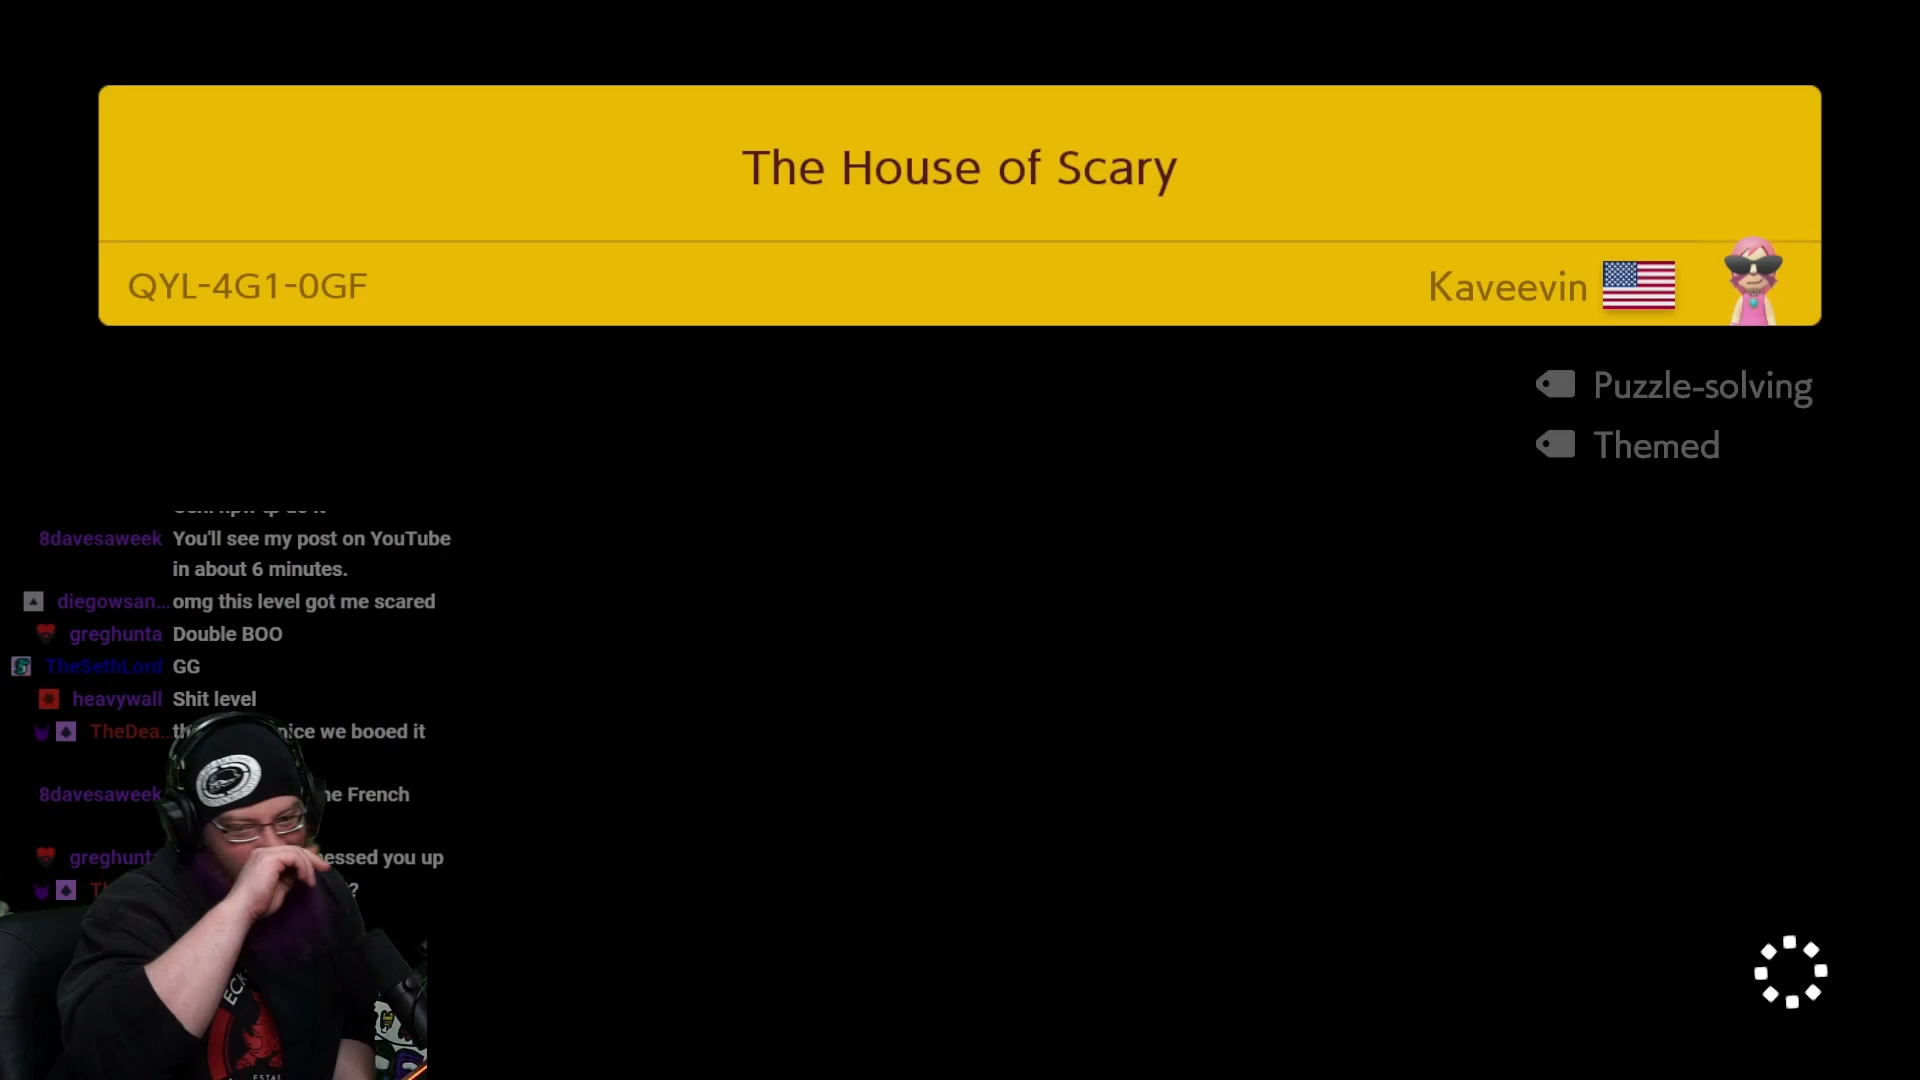 The House of Scary
QYL-4G1-0GF
Kaveevin
Puzzle-solving
Themed
8davesaweek You'll see my post on YouTube
in about 6 minutes.
diegowsan... omg this level got me scared
greghunta Double BOO
TheSethLord GG
heavywall Shit level
TheDea... we booed it
8davesaweek French
you up
?